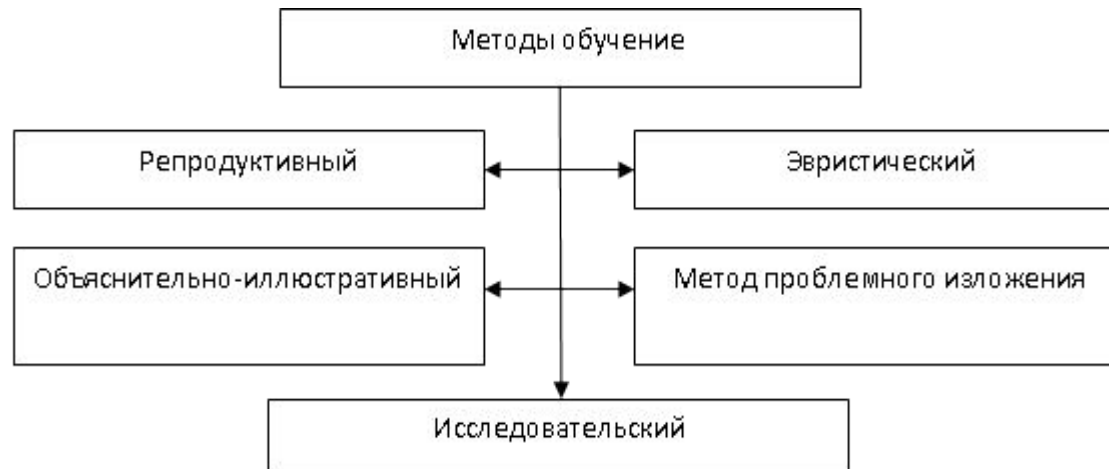 Методы обучение
Репродуктивный
Эвристический
Объяснительно-иллюстративный
Метод проблемного изложения
Исследовательский